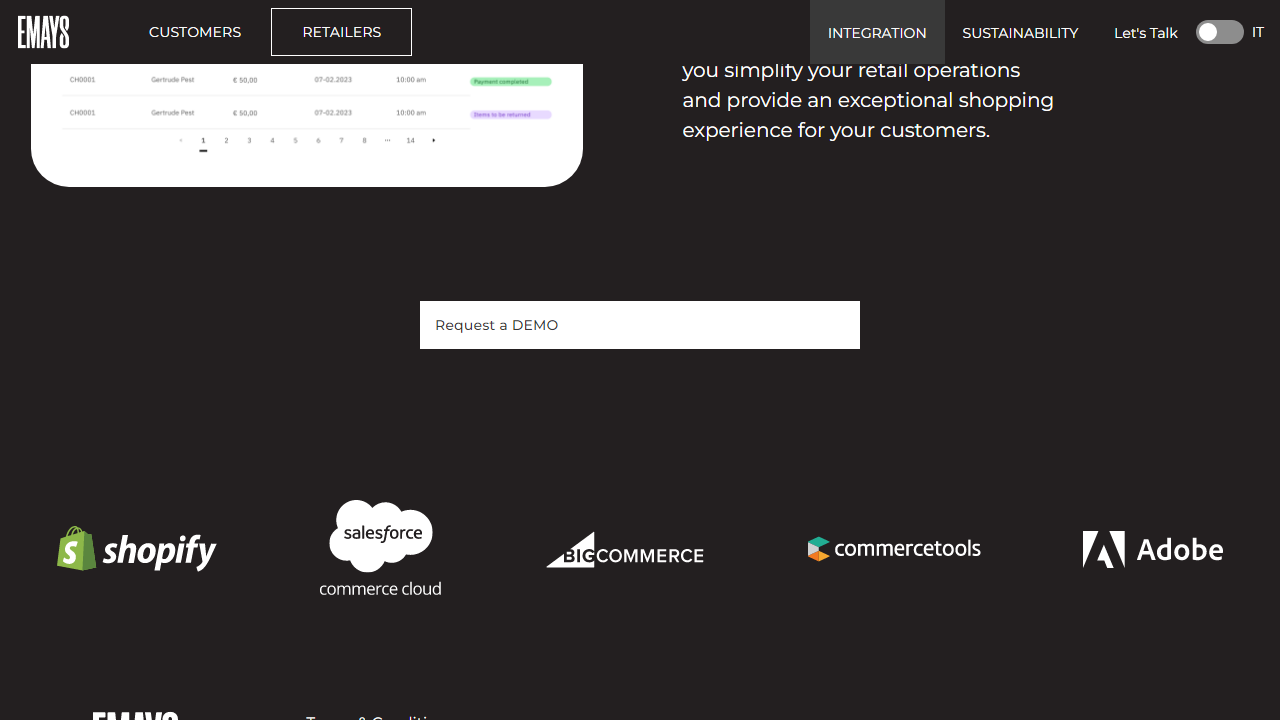 EMAYS
CUSTOMERS
RETAILERS
INTEGRATION
SUSTAINABILITY
Let's Talk
IT
CH0001 Gertrude Pest € 50,00 07-02.2023 10:00 am Payment completed
CH0001 Gertrude Pest € 50,00 07-02.2023 10:00 am Items to be returned
1 2 3 4 5 6 7 8 ... 14
you simplify your retail operations
and provide an exceptional shopping
experience for your customers.
Request a DEMO
shopify
salesforce
commerce cloud
BIGCOMMERCE
commercetools
Adobe
EMAYS
Terms & Conditions